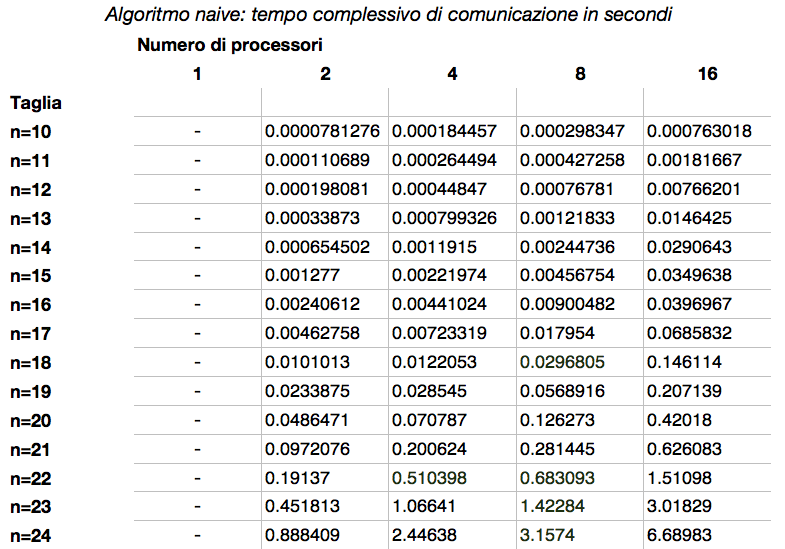 Algoritmo naive: tempo complessivo di comunicazione in secondi
Numero di processori
1 2 4 8 16
Taglia
n=10 - 0.0000781276 0.000184457 0.000298347 0.000763018
n=11 - 0.000110689 0.000264494 0.000427258 0.00181667
n=12 - 0.000198081 0.00044847 0.00076781 0.00766201
n=13 - 0.00033873 0.000799326 0.00121833 0.0146425
n=14 - 0.000654502 0.0011915 0.00244736 0.0290643
n=15 - 0.001277 0.00221974 0.00456754 0.0349638
n=16 - 0.00240612 0.00441024 0.00900482 0.0396967
n=17 - 0.00462758 0.00723319 0.017954 0.0685832
n=18 - 0.0101013 0.0122053 0.0296805 0.146114
n=19 - 0.0233875 0.028545 0.0568916 0.207139
n=20 - 0.0486471 0.070787 0.126273 0.42018
n=21 - 0.0972076 0.200624 0.281445 0.626083
n=22 - 0.19137 0.510398 0.683093 1.51098
n=23 - 0.451813 1.06641 1.42284 3.01829
n=24 - 0.888409 2.44638 3.1574 6.68983